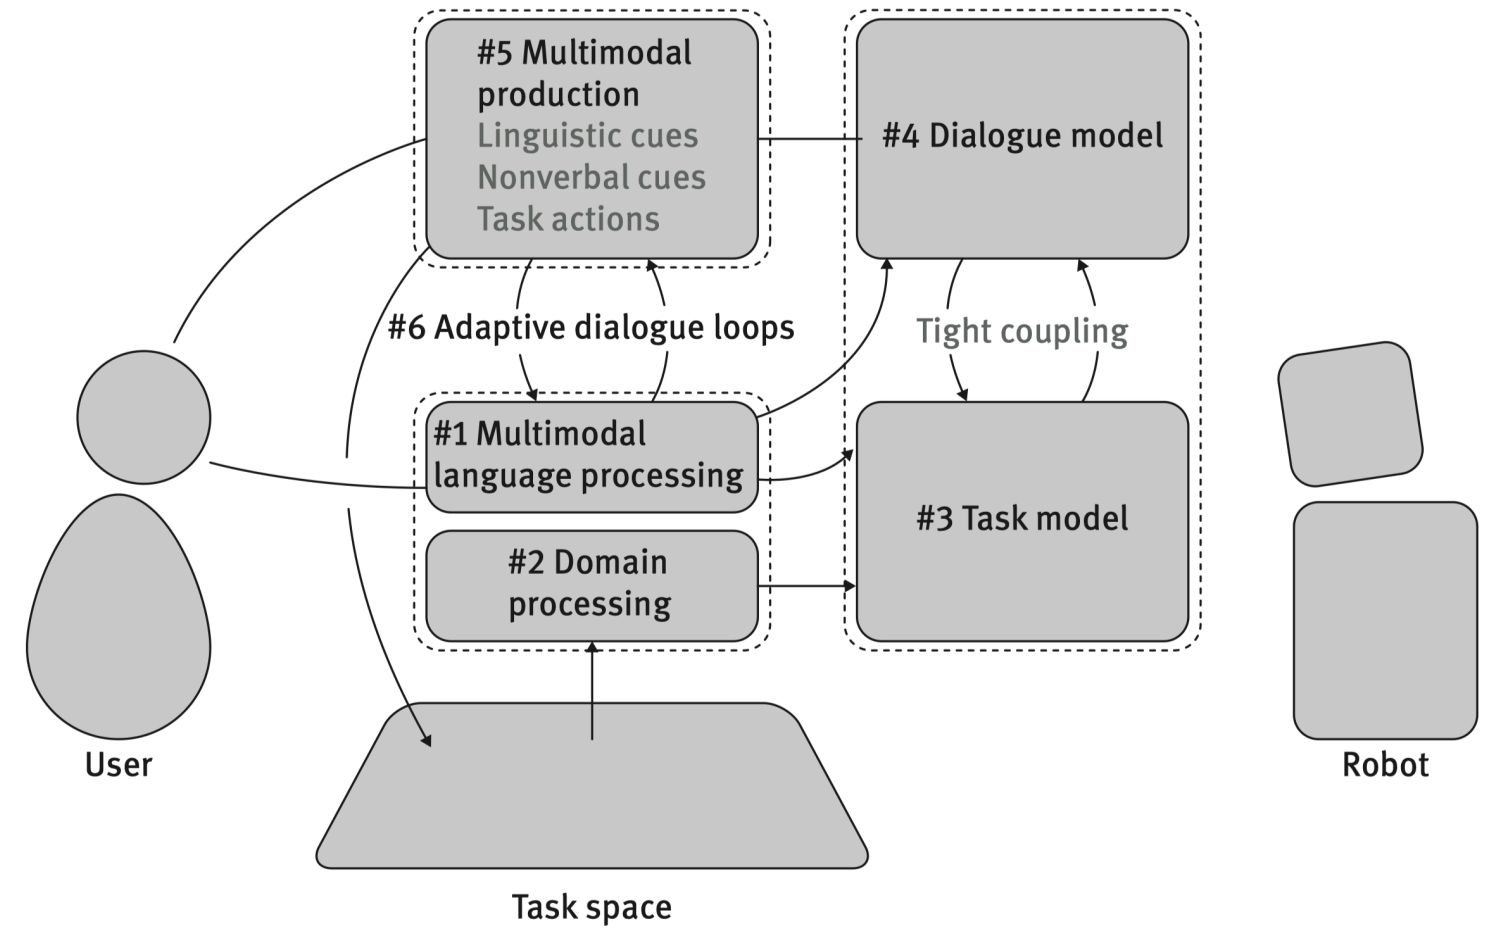 #5 Multimodal
production
Linguistic cues
Nonverbal cues
Task actions
#4 Dialogue model
#6 Adaptive dialogue loops
Tight coupling
#1 Multimodal
language processing
#2 Domain
processing
#3 Task model
User
Robot
Task space